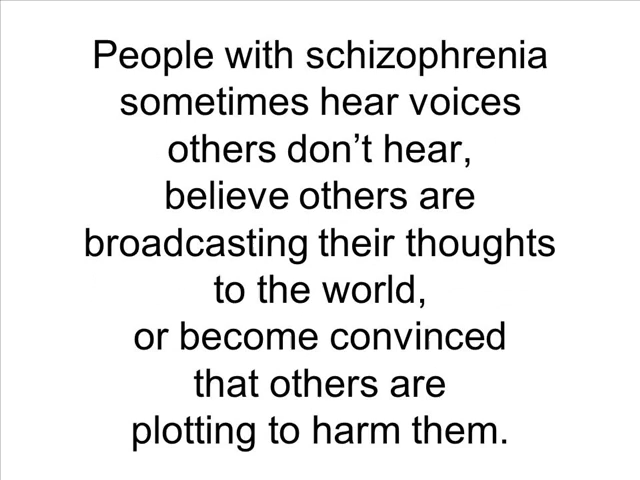 People with schizophrenia
sometimes hear voices
others don’t hear,
believe others are
broadcasting their thoughts
to the world,
or become convinced
that others are
plotting to harm them.